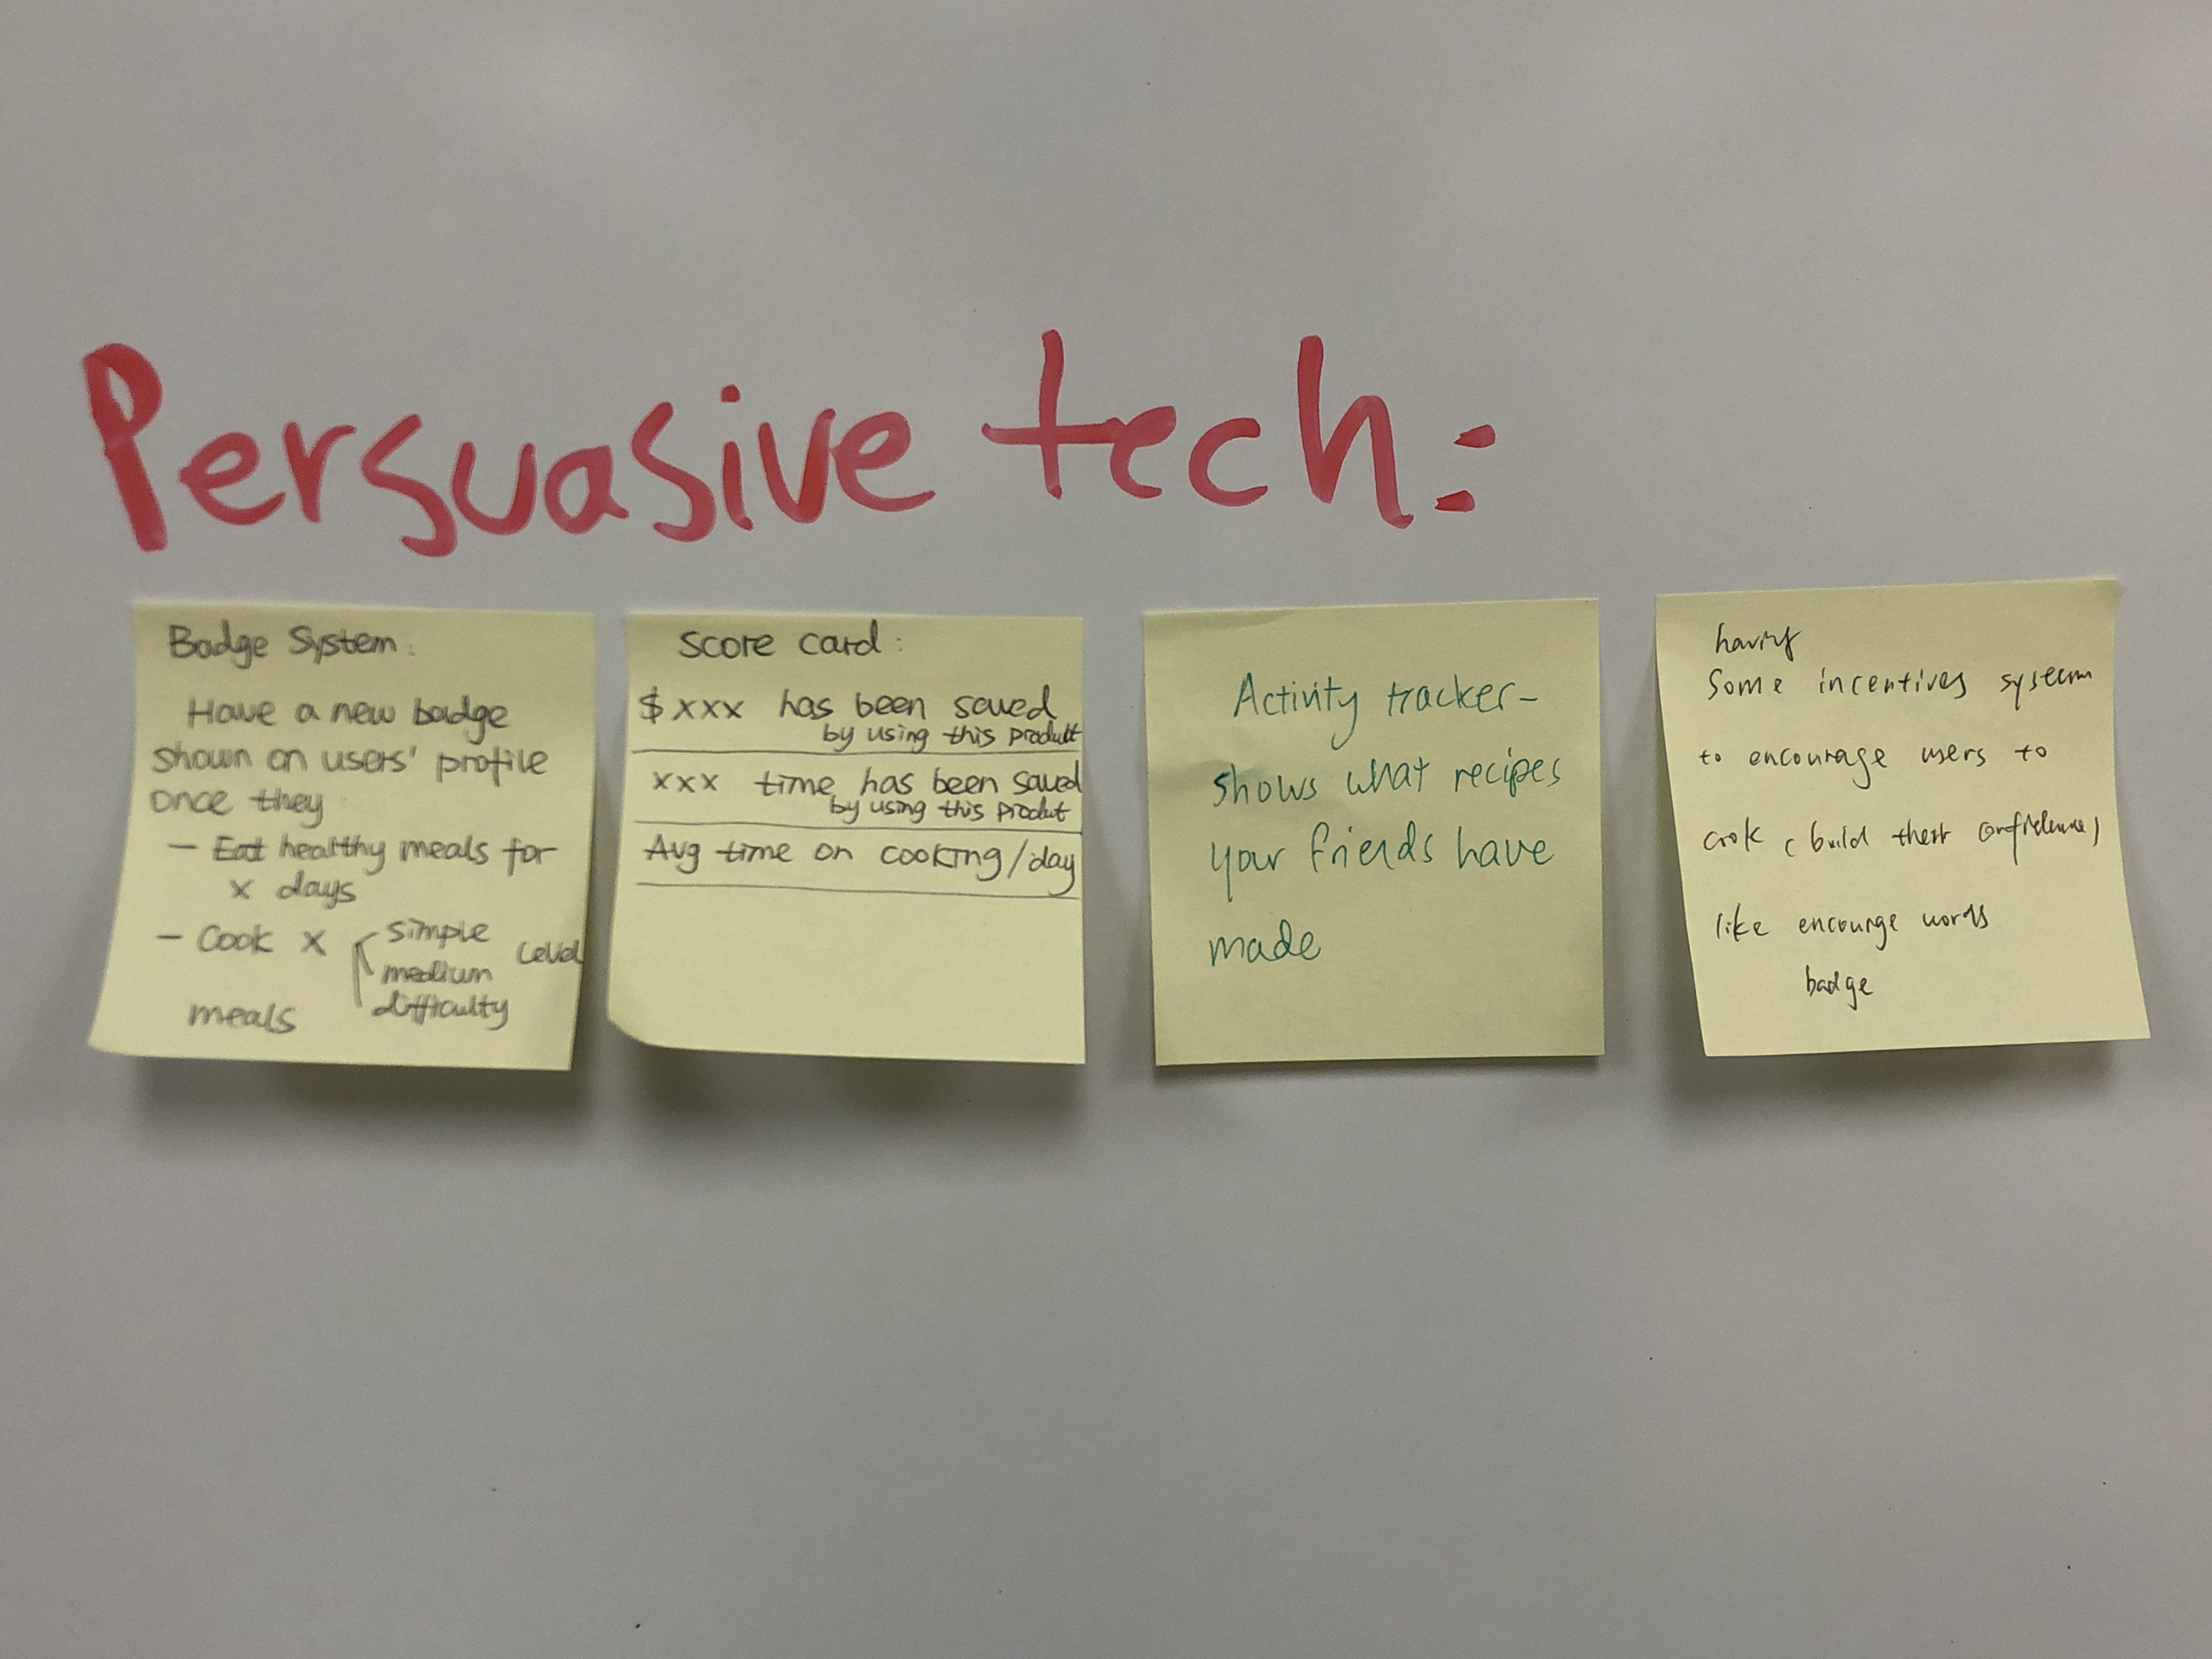 Persuasive tech:
Badge System:
Have a new badge
shown on users' profile
once they
- Eat healthy meals for
x days
- Cook x simple level
medium
difficulty
meals
Score card:
$xxx has been saved
by using this product
xxx time has been saved
by using this produt
Avg time on cooking/day
Activity tracker-
shows what recipes
your friends have
made
having
Some incentives system
to encourage users to
cook (build their confidence)
like encourge words
badge